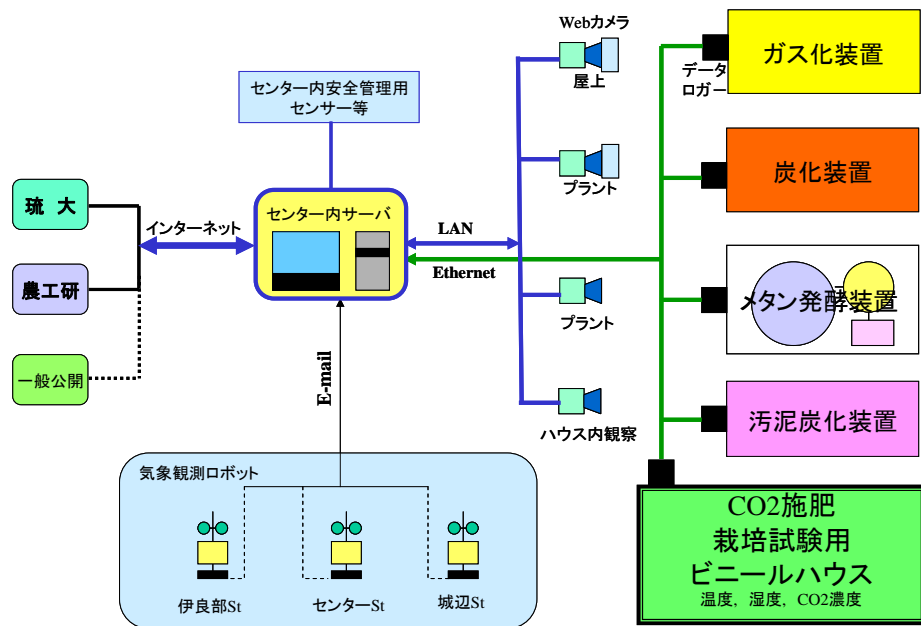 Webカメラ
屋上
データ
ロガー
ガス化装置
センター内安全管理用
センサー等
炭化装置
プラント
琉 大
インターネット
センター内サーバ
LAN
Ethernet
農工研
メタン発酵装置
プラント
一般公開
E-mail
ハウス内観察
汚泥炭化装置
気象観測ロボット
伊良部St
センターSt
城辺St
CO2施肥
栽培試験用
ビニールハウス
温度，湿度，CO2濃度